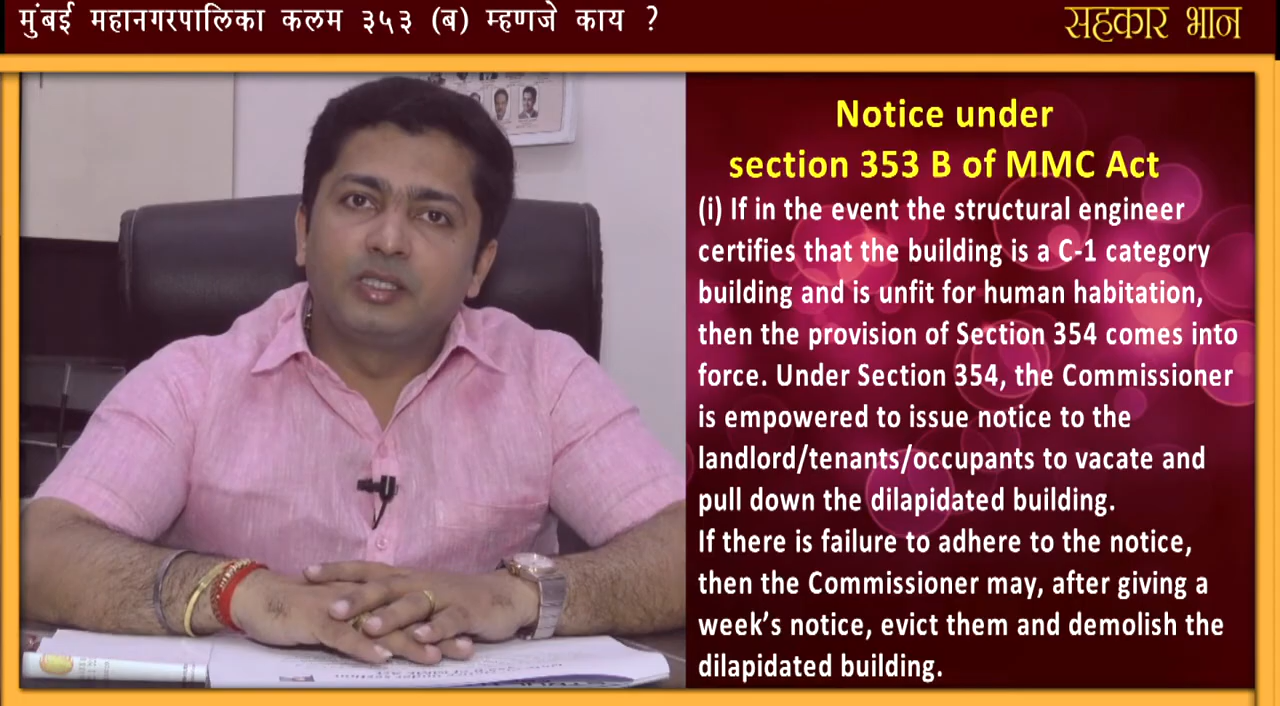 मुंबई महानगरपालिका कलम ३५३ (ब) म्हणजे काय ?
सहकार भान
Notice under
section 353 B of MMC Act
(i) If in the event the structural engineer
certifies that the building is a C-1 category
building and is unfit for human habitation,
then the provision of Section 354 comes into
force. Under Section 354, the Commissioner
is empowered to issue notice to the
landlord/tenants/occupants to vacate and
pull down the dilapidated building.
If there is failure to adhere to the notice,
then the Commissioner may, after giving a
week’s notice, evict them and demolish the
dilapidated building.